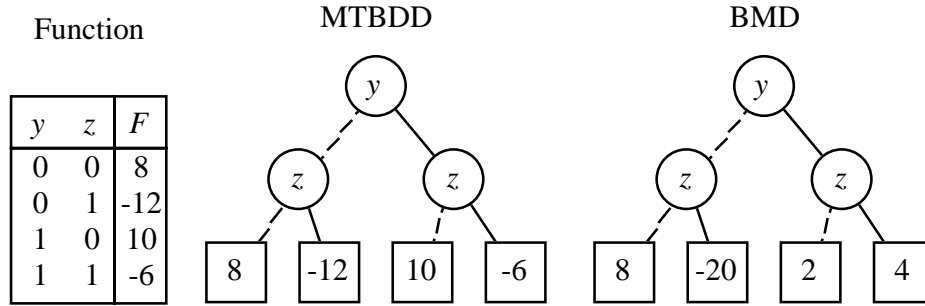 Function
y z F
0 0 8
0 1 -12
1 0 10
1 1 -6
MTBDD
y
z z
8 -12 10 -6
BMD
y
z z
8 -20 2 4